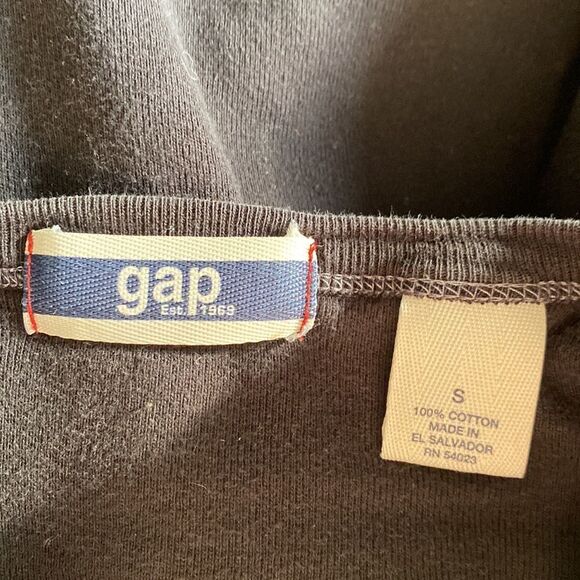 gap
Est. 1969
S
100% COTTON
MADE IN
EL SALVADOR
RN 54023